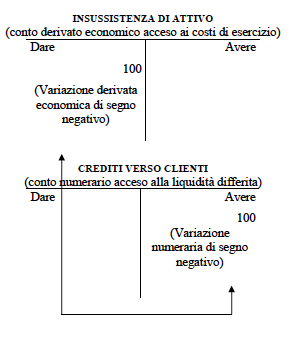 INSUSSISTENZA DI ATTIVO
(conto derivato economico acceso ai costi di esercizio)
Dare Avere
100
(Variazione derivata
economica di segno
negativo)
CREDITI VERSO CLIENTI
(conto numerario acceso alla liquidità differita)
Dare Avere
100
(Variazione
numeraria di segno
negativo)